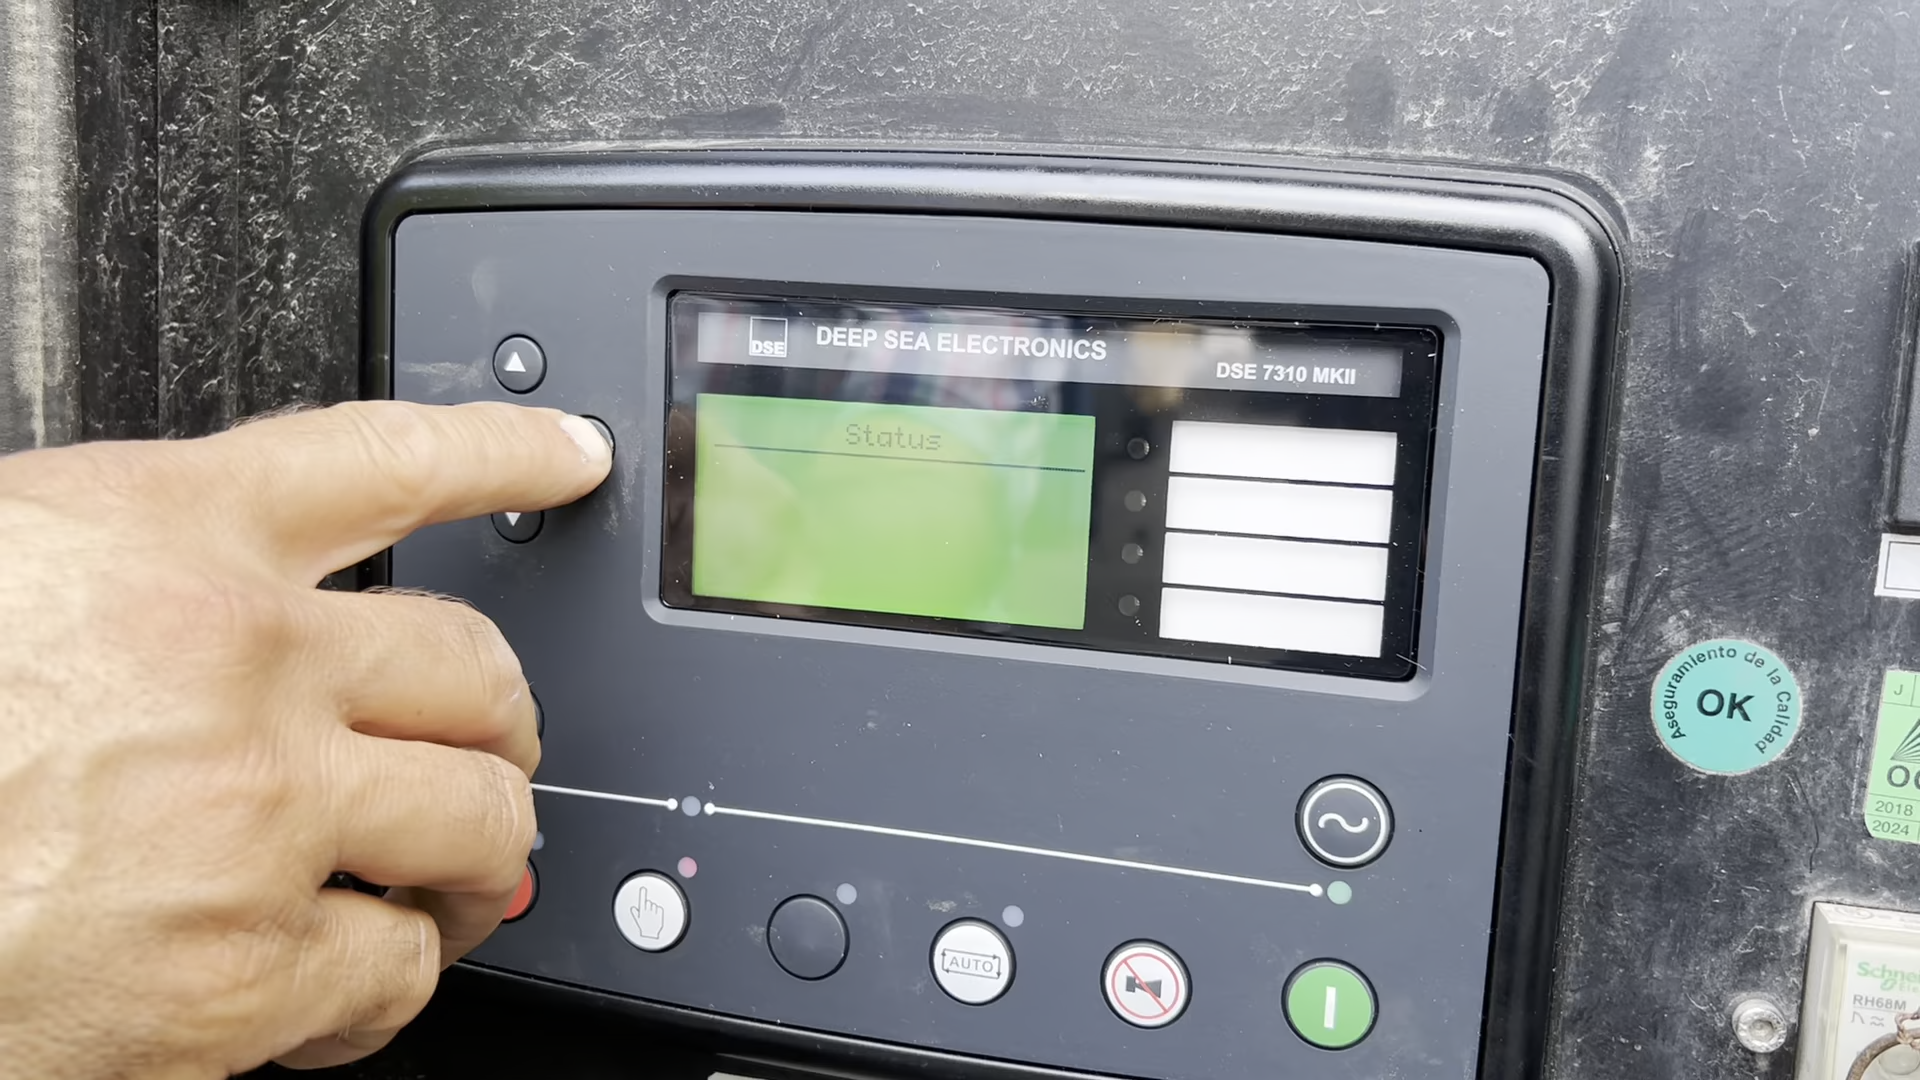 DSE
DEEP SEA ELECTRONICS
DSE 7310 MKII
Status
Aseguramiento de la Calidad
OK
J
2018
2024
AUTO
RH68M